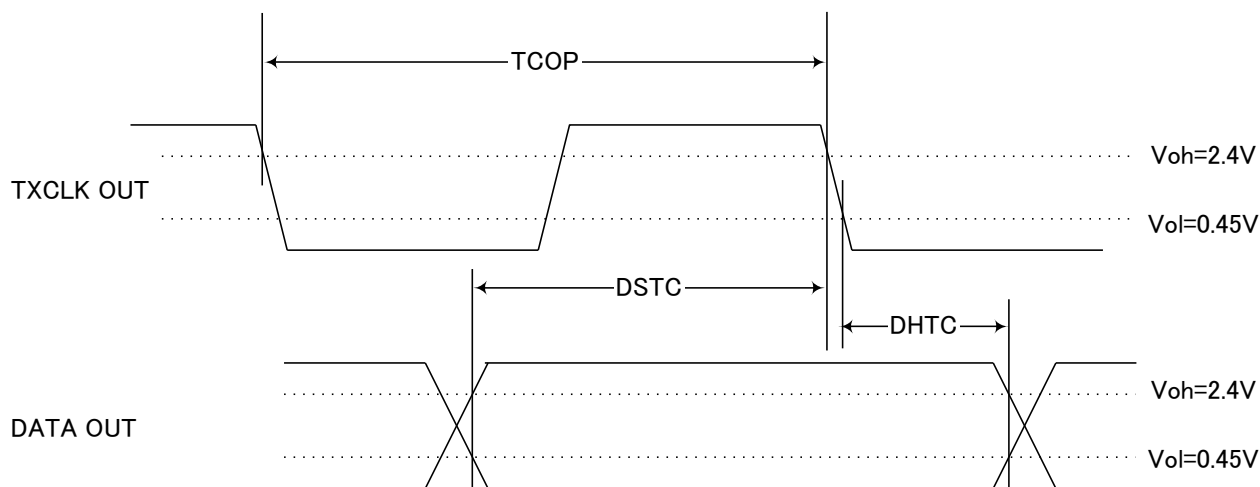 TCOP
Voh=2.4V
TXCLK OUT
Vol=0.45V
DSTC
DHTC
Voh=2.4V
DATA OUT
Vol=0.45V